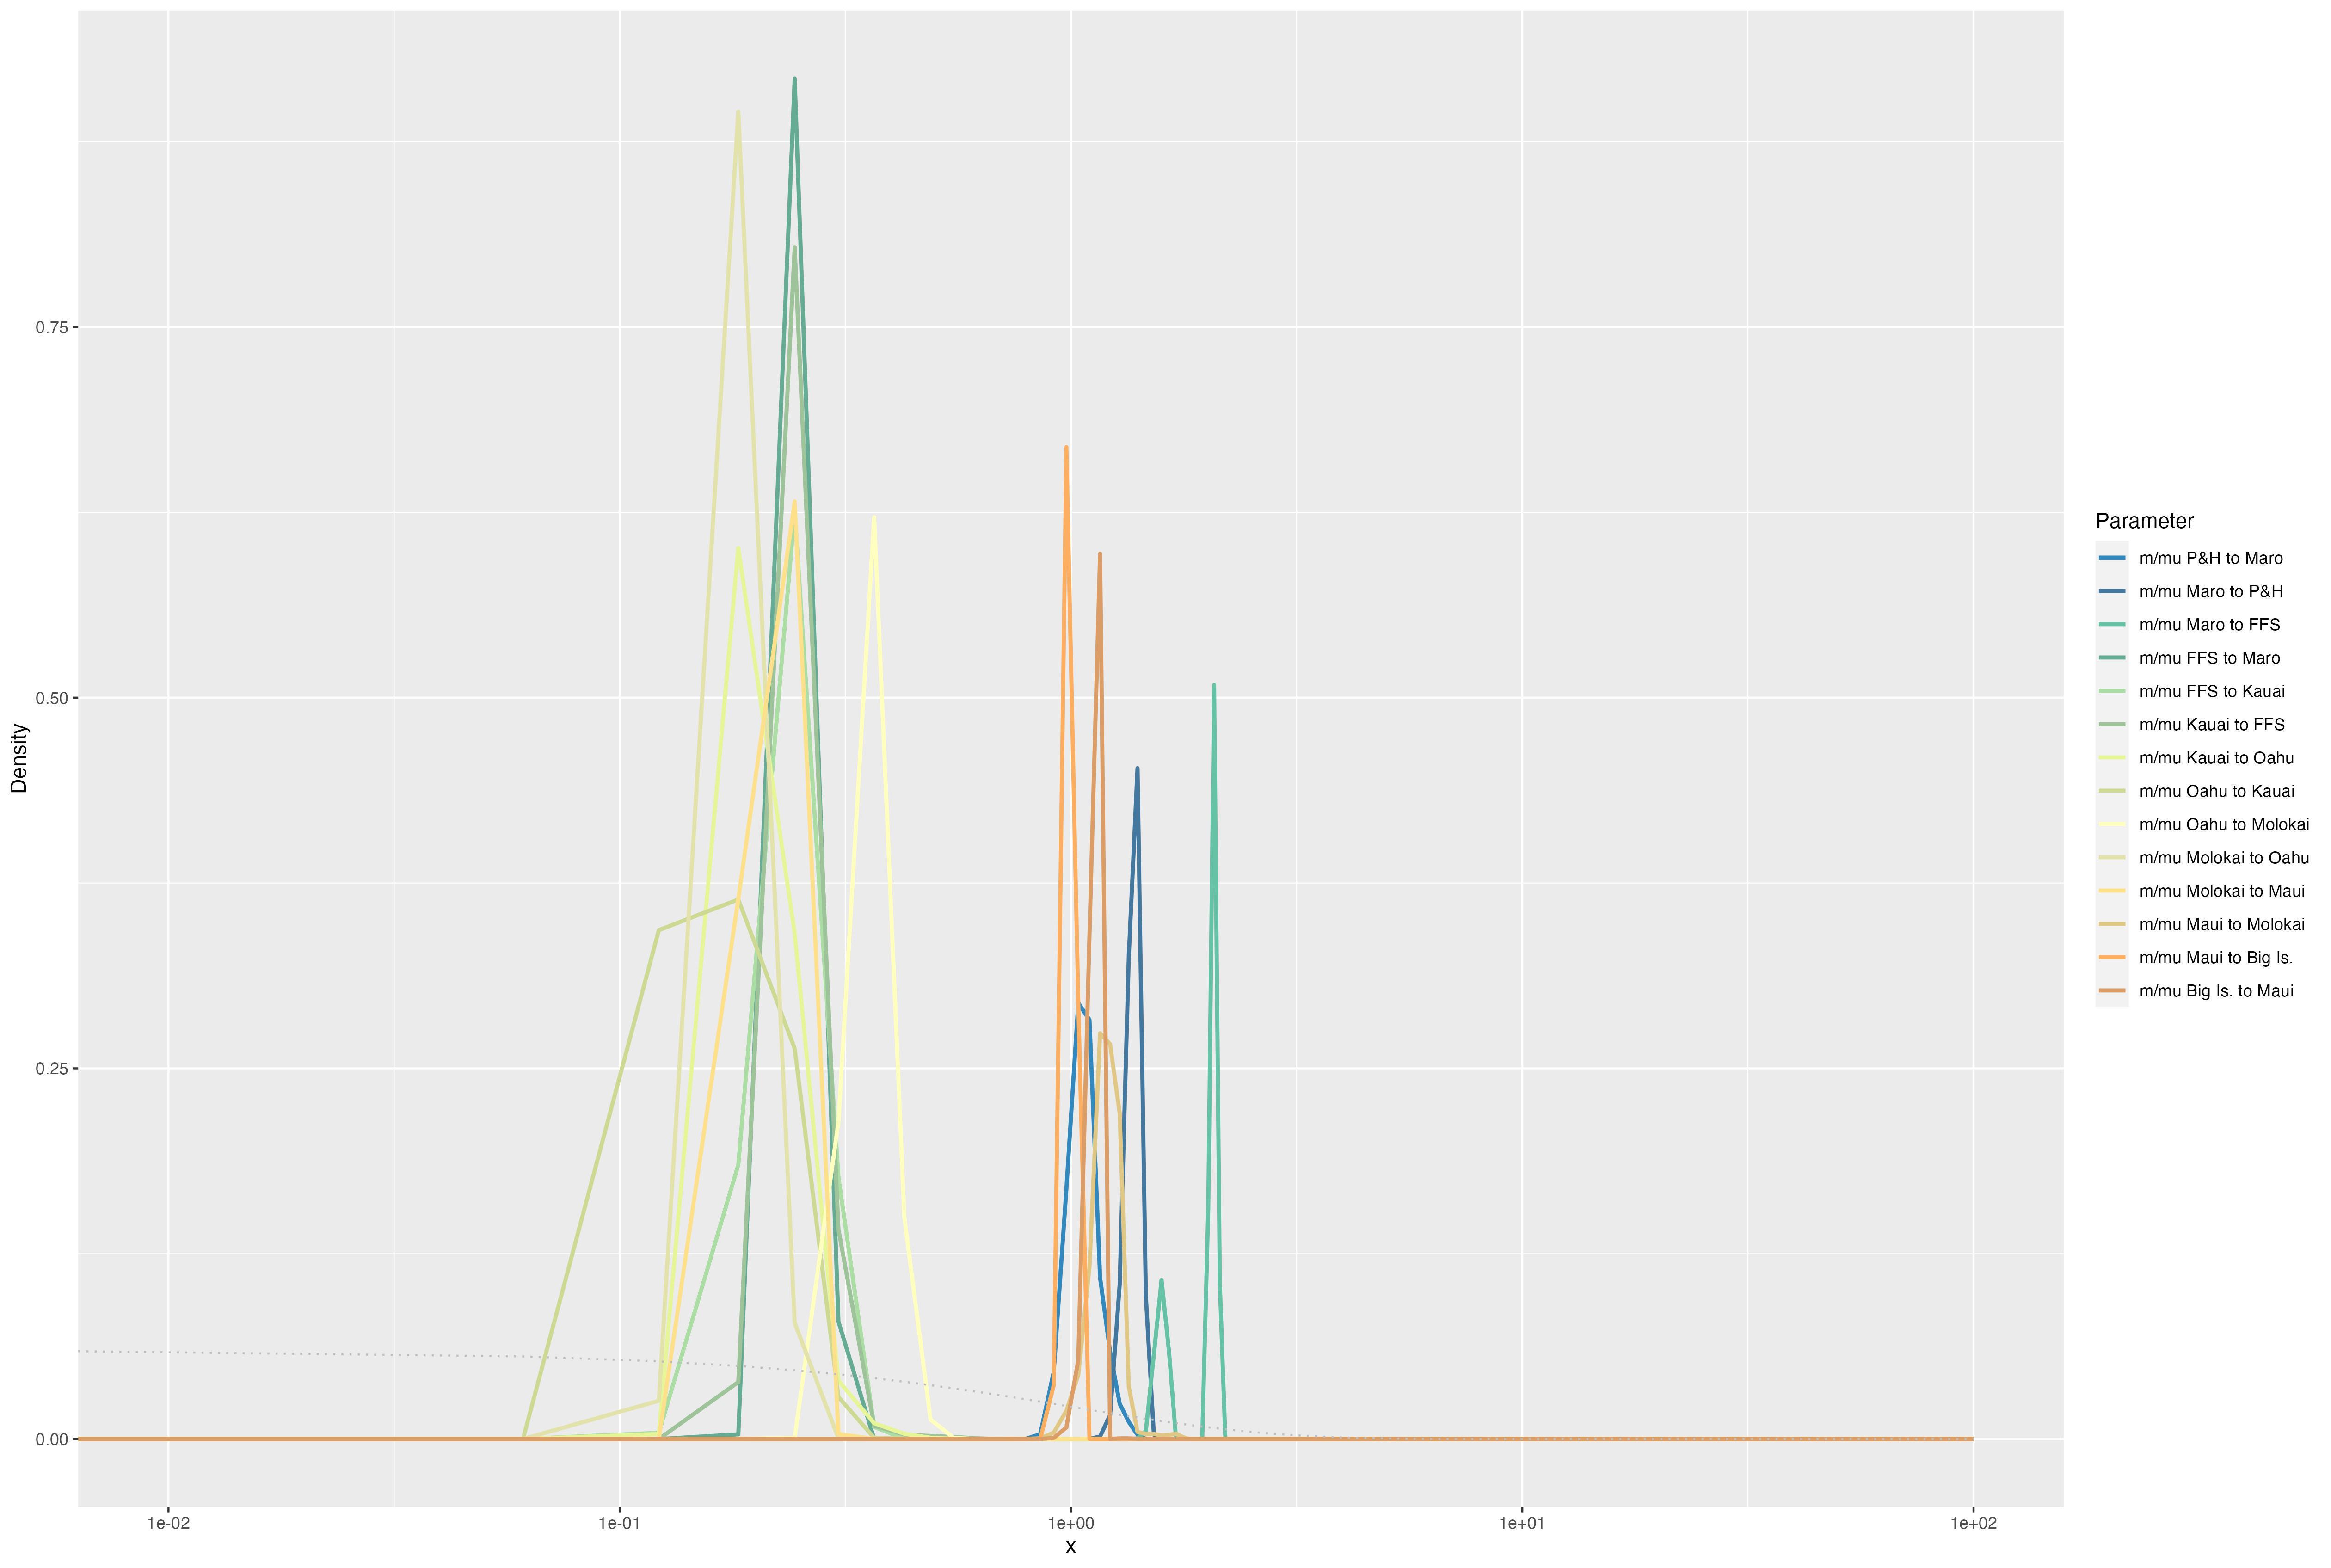 Density
0.75
0.50
0.25
0.00
1e-02
1e-01
1e+00
1e+01
1e+02
x
Parameter
m/mu P&H to Maro
m/mu Maro to P&H
m/mu Maro to FFS
m/mu FFS to Maro
m/mu FFS to Kauai
m/mu Kauai to FFS
m/mu Kauai to Oahu
m/mu Oahu to Kauai
m/mu Oahu to Molokai
m/mu Molokai to Oahu
m/mu Molokai to Maui
m/mu Maui to Molokai
m/mu Maui to Big Is.
m/mu Big Is. to Maui